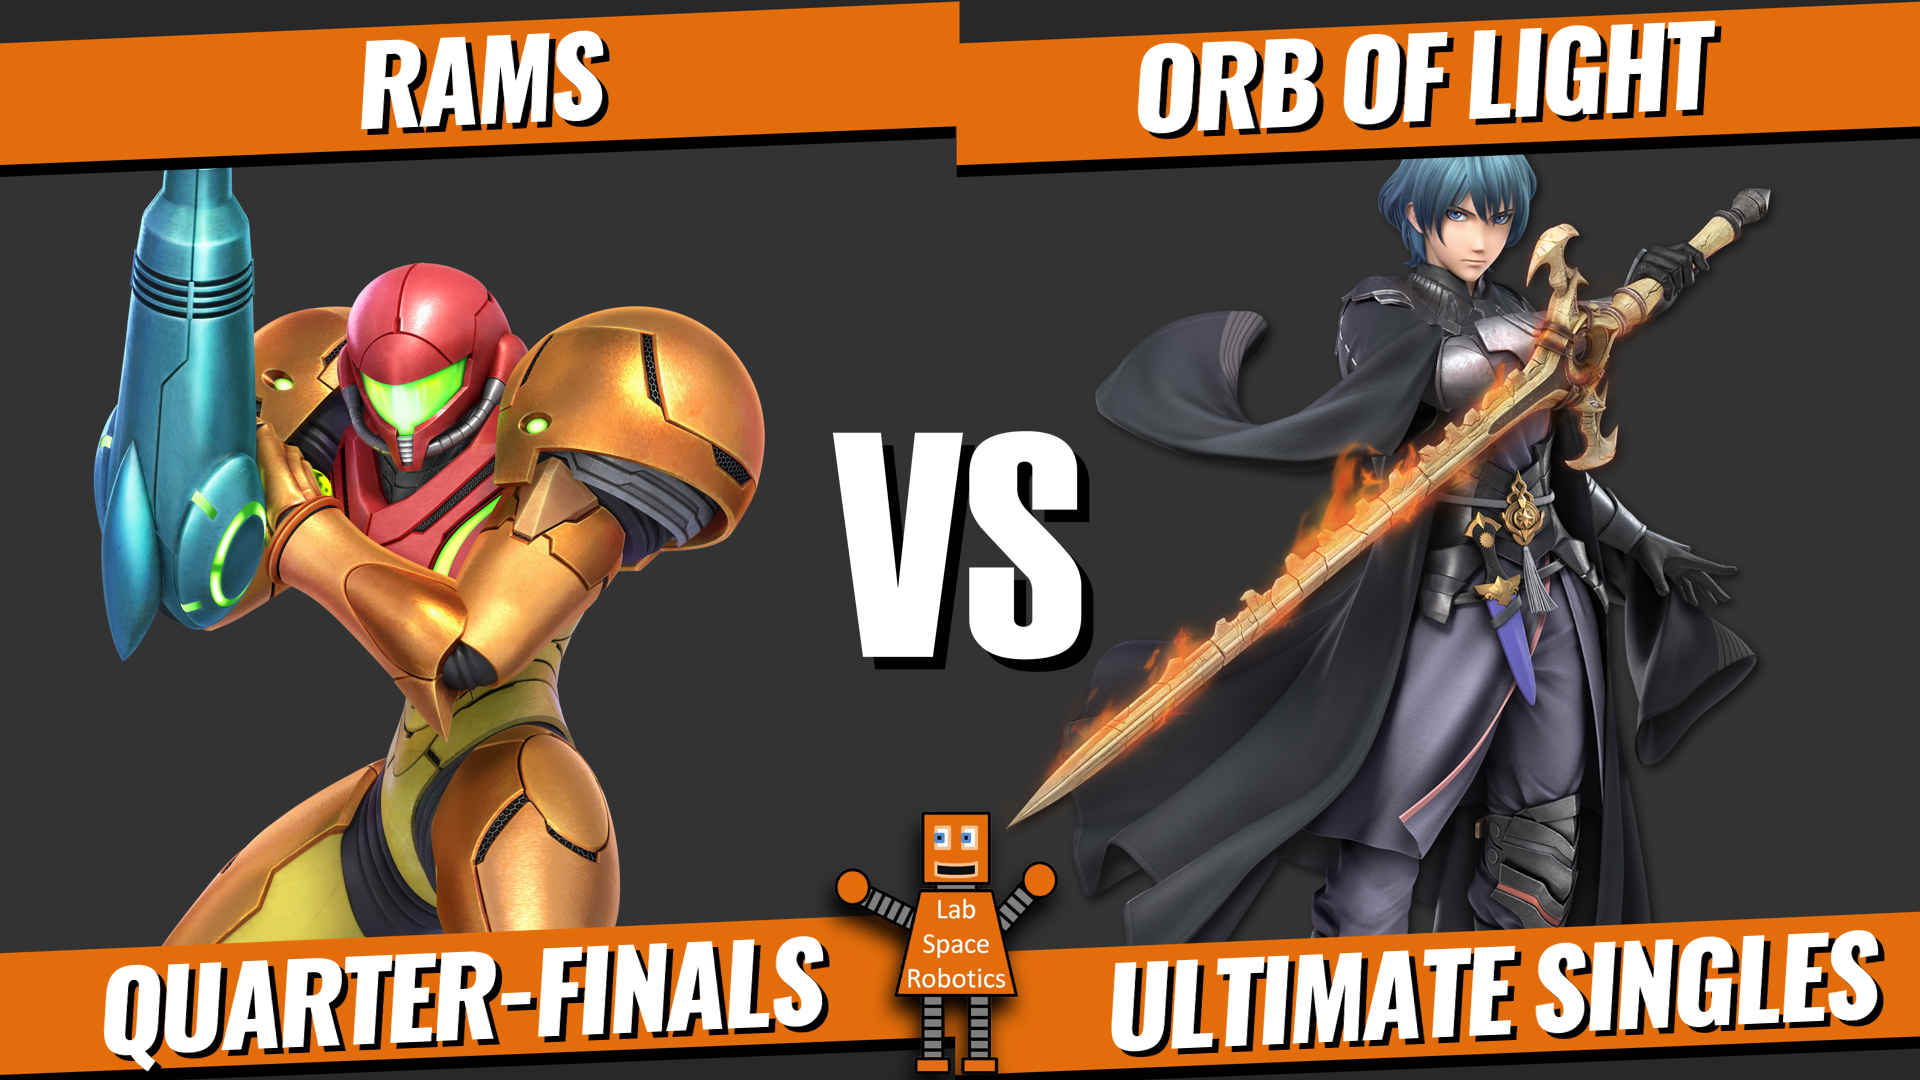 RAMS
ORB OF LIGHT
VS
Lab
Space
Robotics
QUARTER-FINALS
ULTIMATE SINGLES